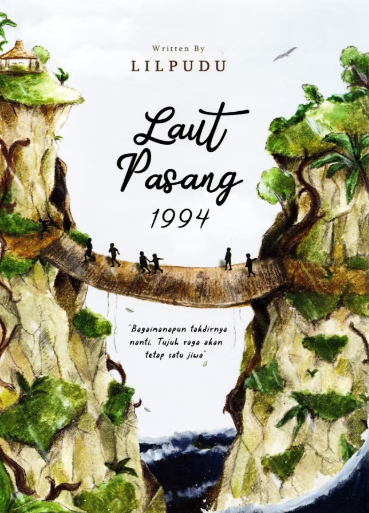 Written By
LILPUDU
Laut
Pasang
1994
"Bagaimanapun takdirnya
nanti. Tujuh raga akan
tetap satu jiwa"